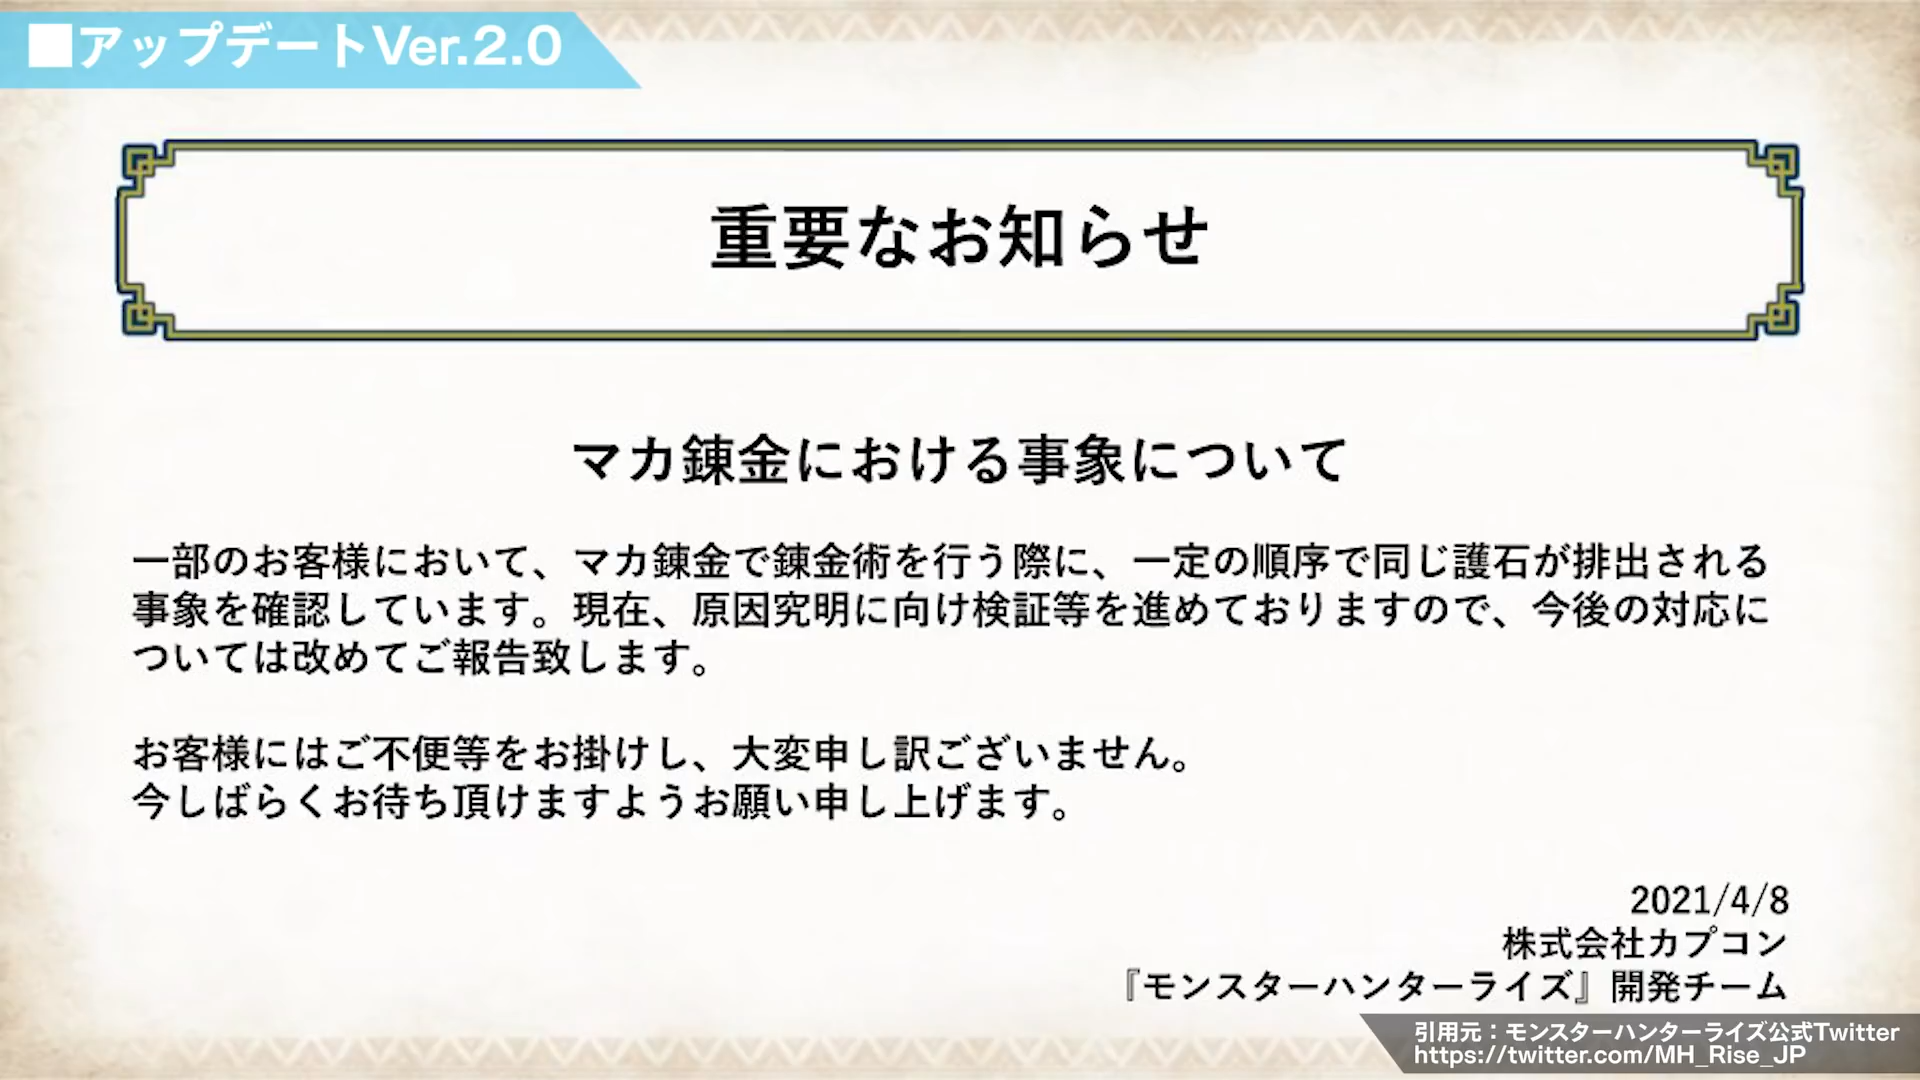 ■アップデートVer.2.0
重要なお知らせ
マカ錬金における事象について
一部のお客様において、マカ錬金で錬金術を行う際に、一定の順序で同じ護石が排出される
事象を確認しています。現在、原因究明に向け検証等を進めておりますので、今後の対応に
ついては改めてご報告致します。
お客様にはご不便等をお掛けし、大変申し訳ございません。
今しばらくお待ち頂けますようお願い申し上げます。
2021/4/8
株式会社カプコン
『モンスターハンターライズ』開発チーム
引用元：モンスターハンターライズ公式Twitter
https://twitter.com/MH_Rise_JP